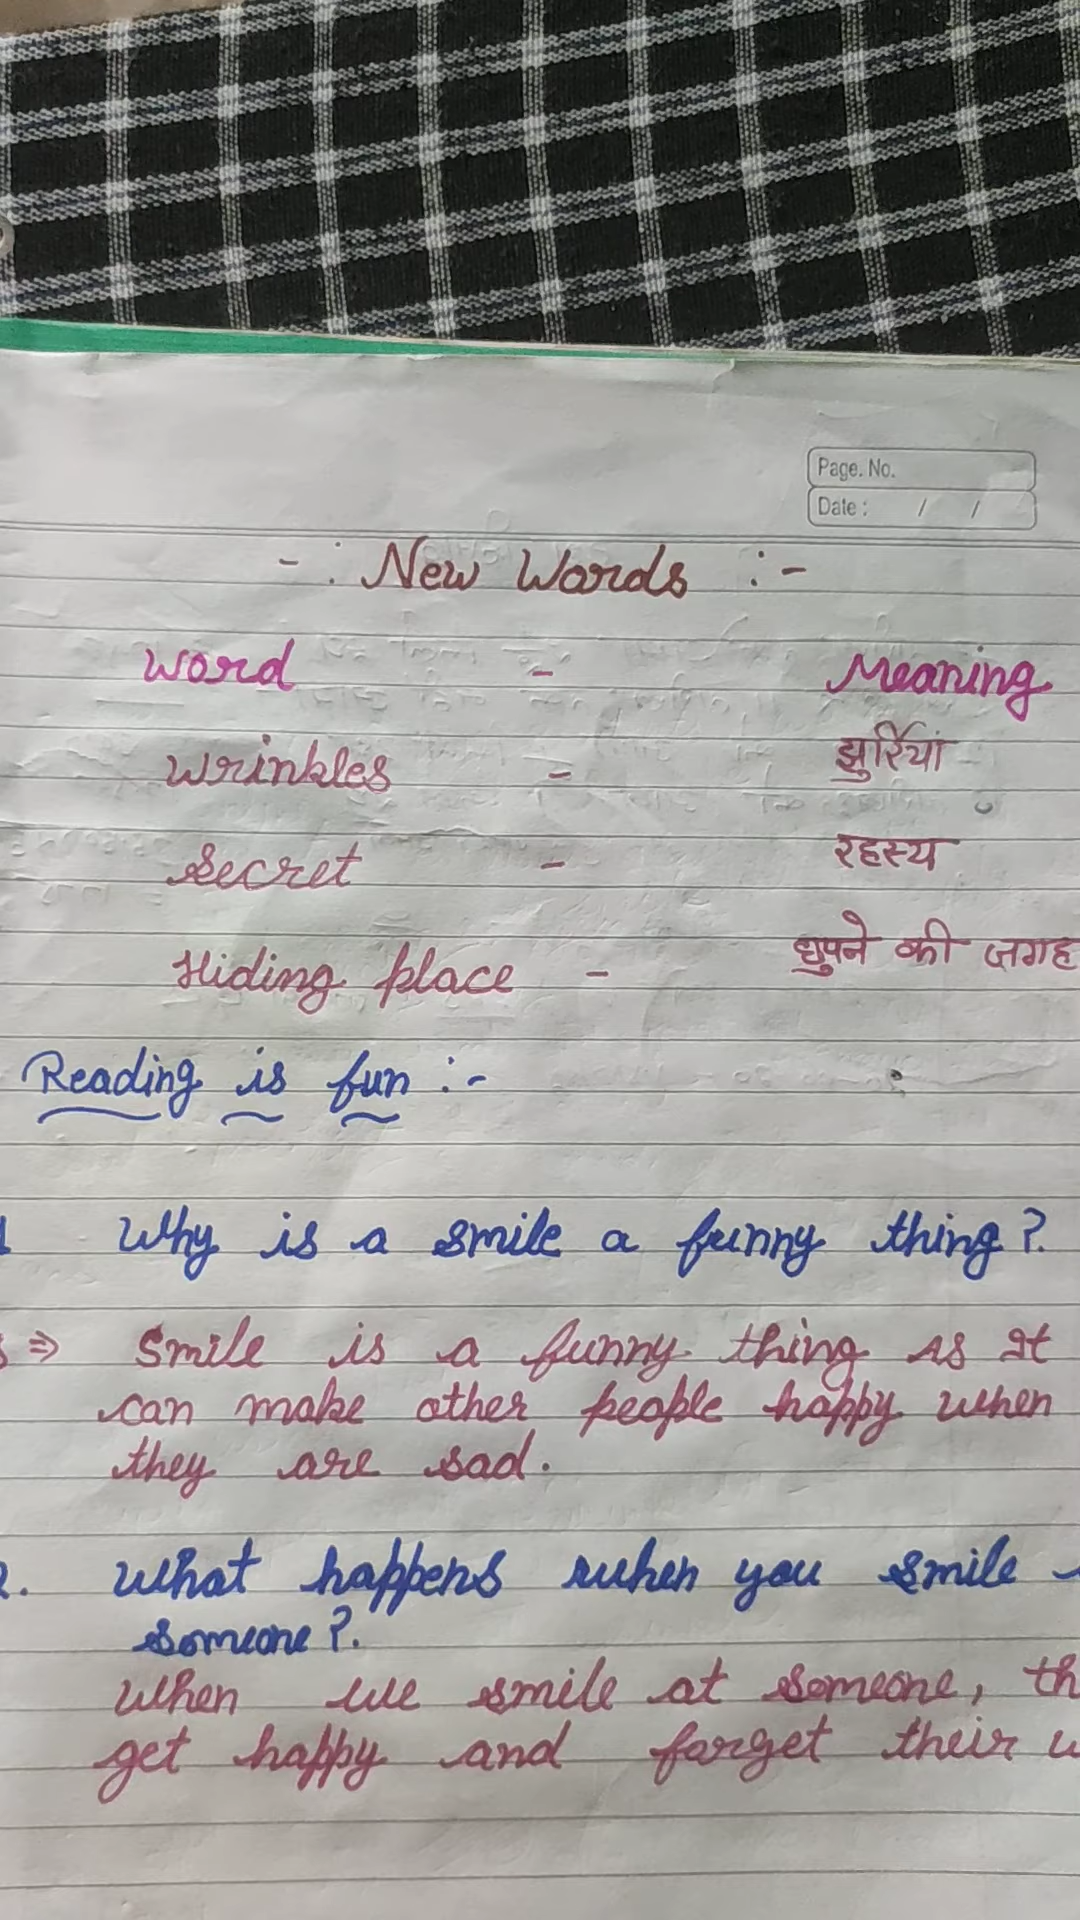 Page. No.
Date : / /
- : New Words : -
Word - Meaning
Wrinkles - झुर्रियां
Secret - रहस्य
Hiding place - छुपने की जगह
Reading is fun :-
Why is a smile a funny thing?
⇒ Smile is a funny thing as it
can make other people happy when
they are sad.
2. What happens when you smile
someone?
When we smile at someone,
get happy and forget their